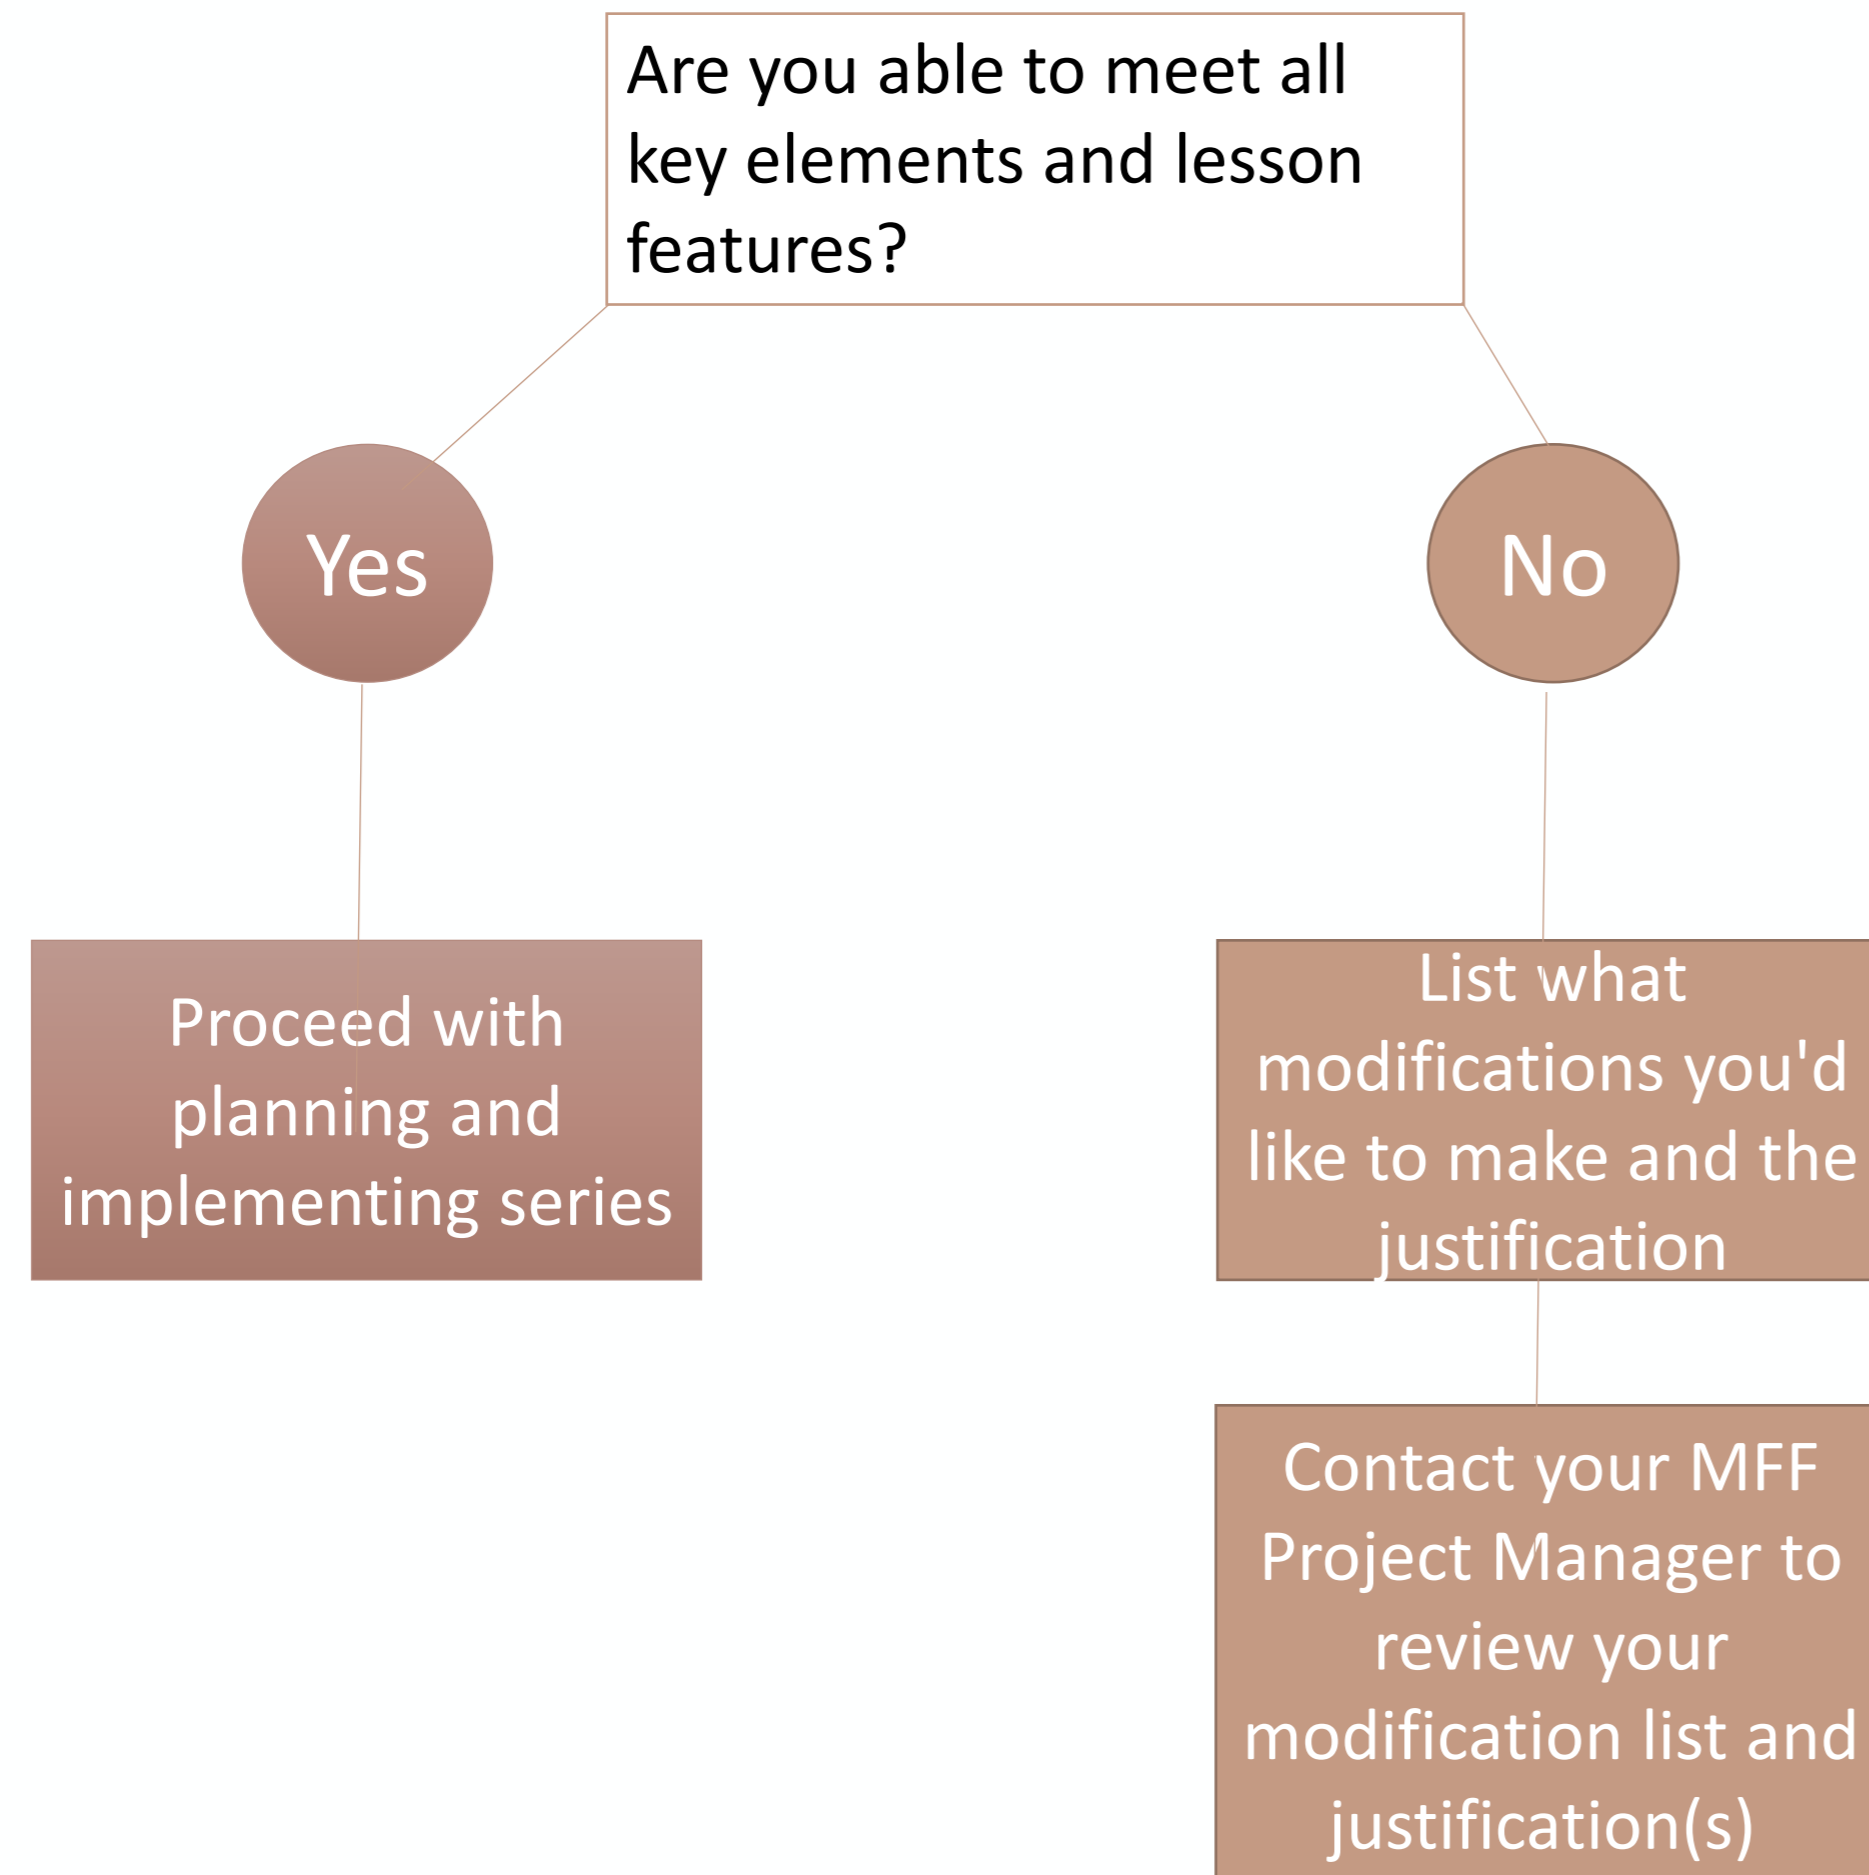 Are you able to meet all
key elements and lesson
features?
Yes
No
Proceed with
planning and
implementing series
List what
modifications you'd
like to make and the
justification
Contact your MFF
Project Manager to
review your
modification list and
justification(s)